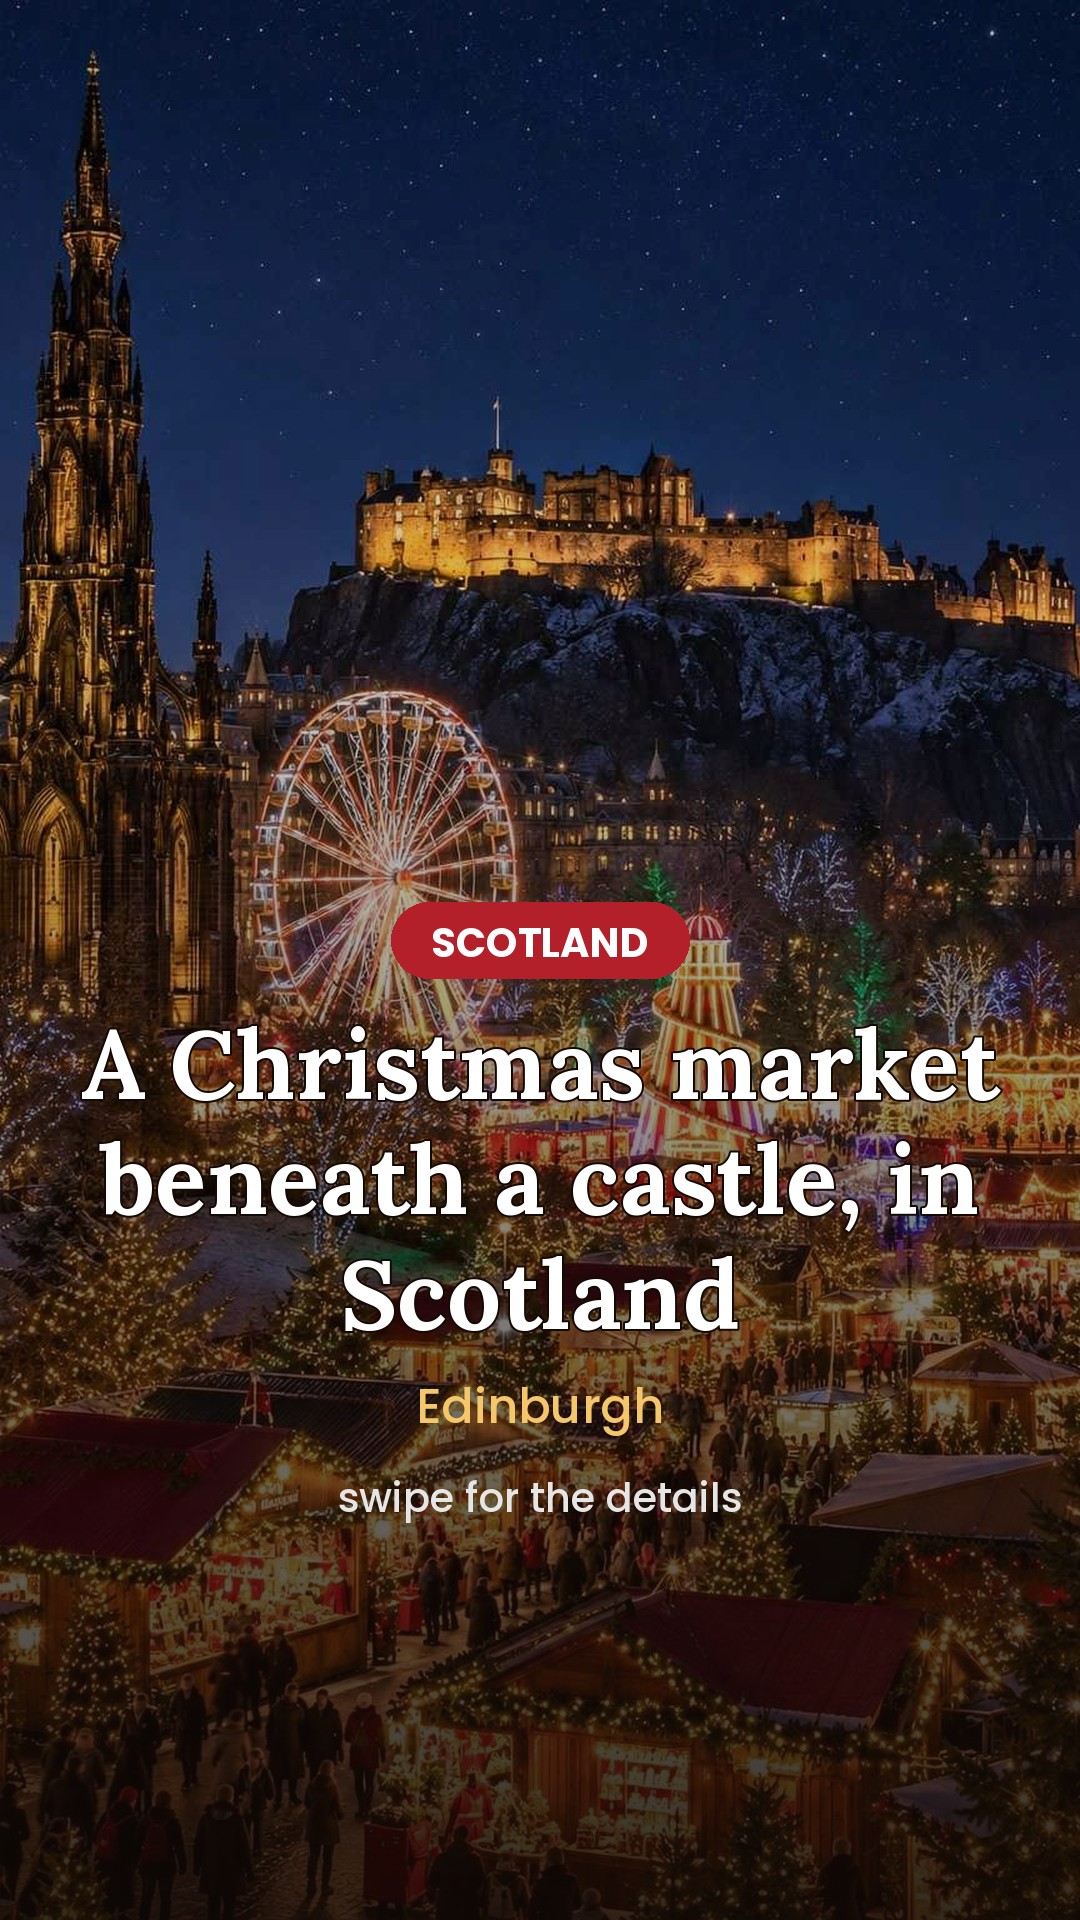 SCOTLAND
A Christmas market
beneath a castle, in
Scotland
Edinburgh
swipe for the details